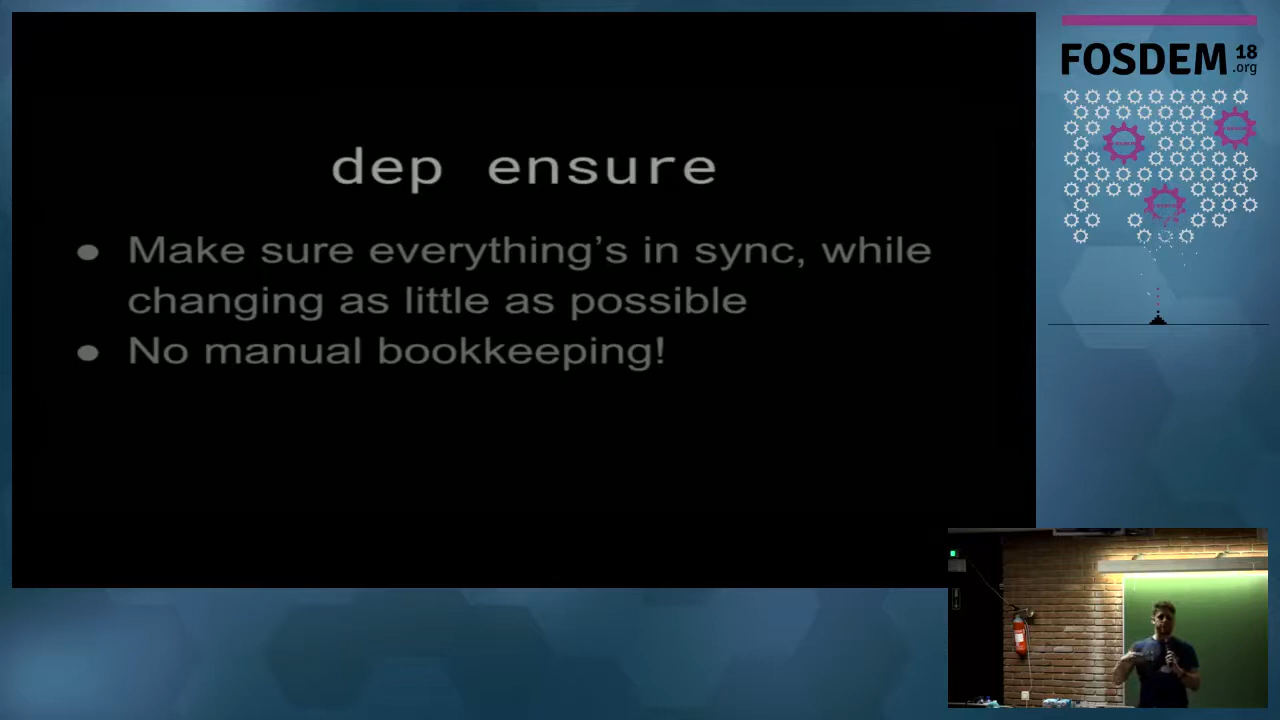 dep ensure
● Make sure everything’s in sync, while
changing as little as possible
● No manual bookkeeping!
FOSDEM 18
.org